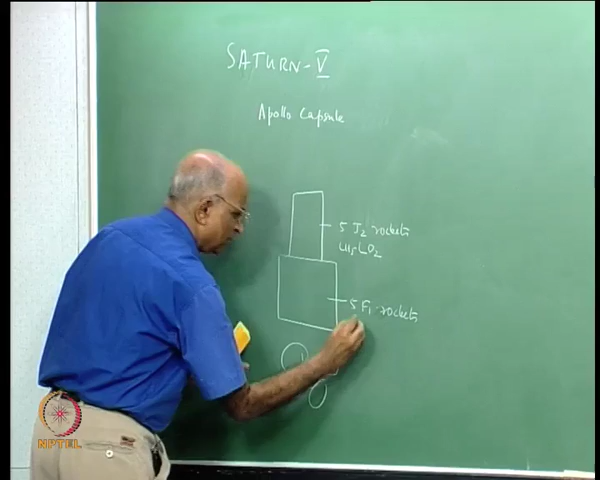 SATURN-V
Apollo Capsule
5 J2 rockets
LH2 LO2
5 F1 rockets
NPTEL